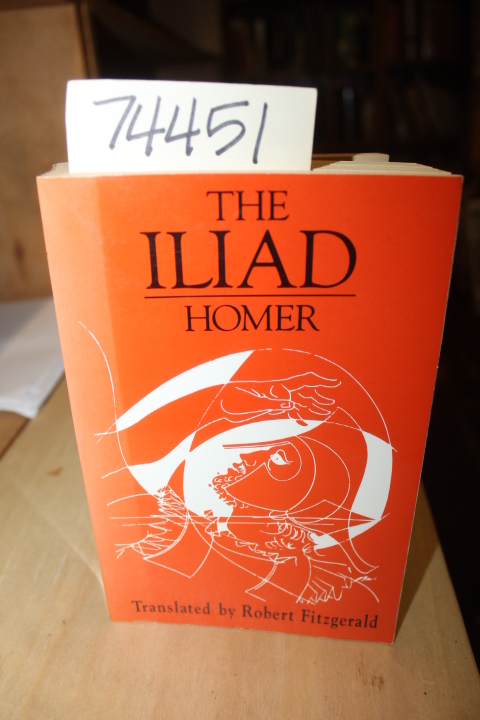 74451
THE
ILIAD
HOMER
Translated by Robert Fitzgerald